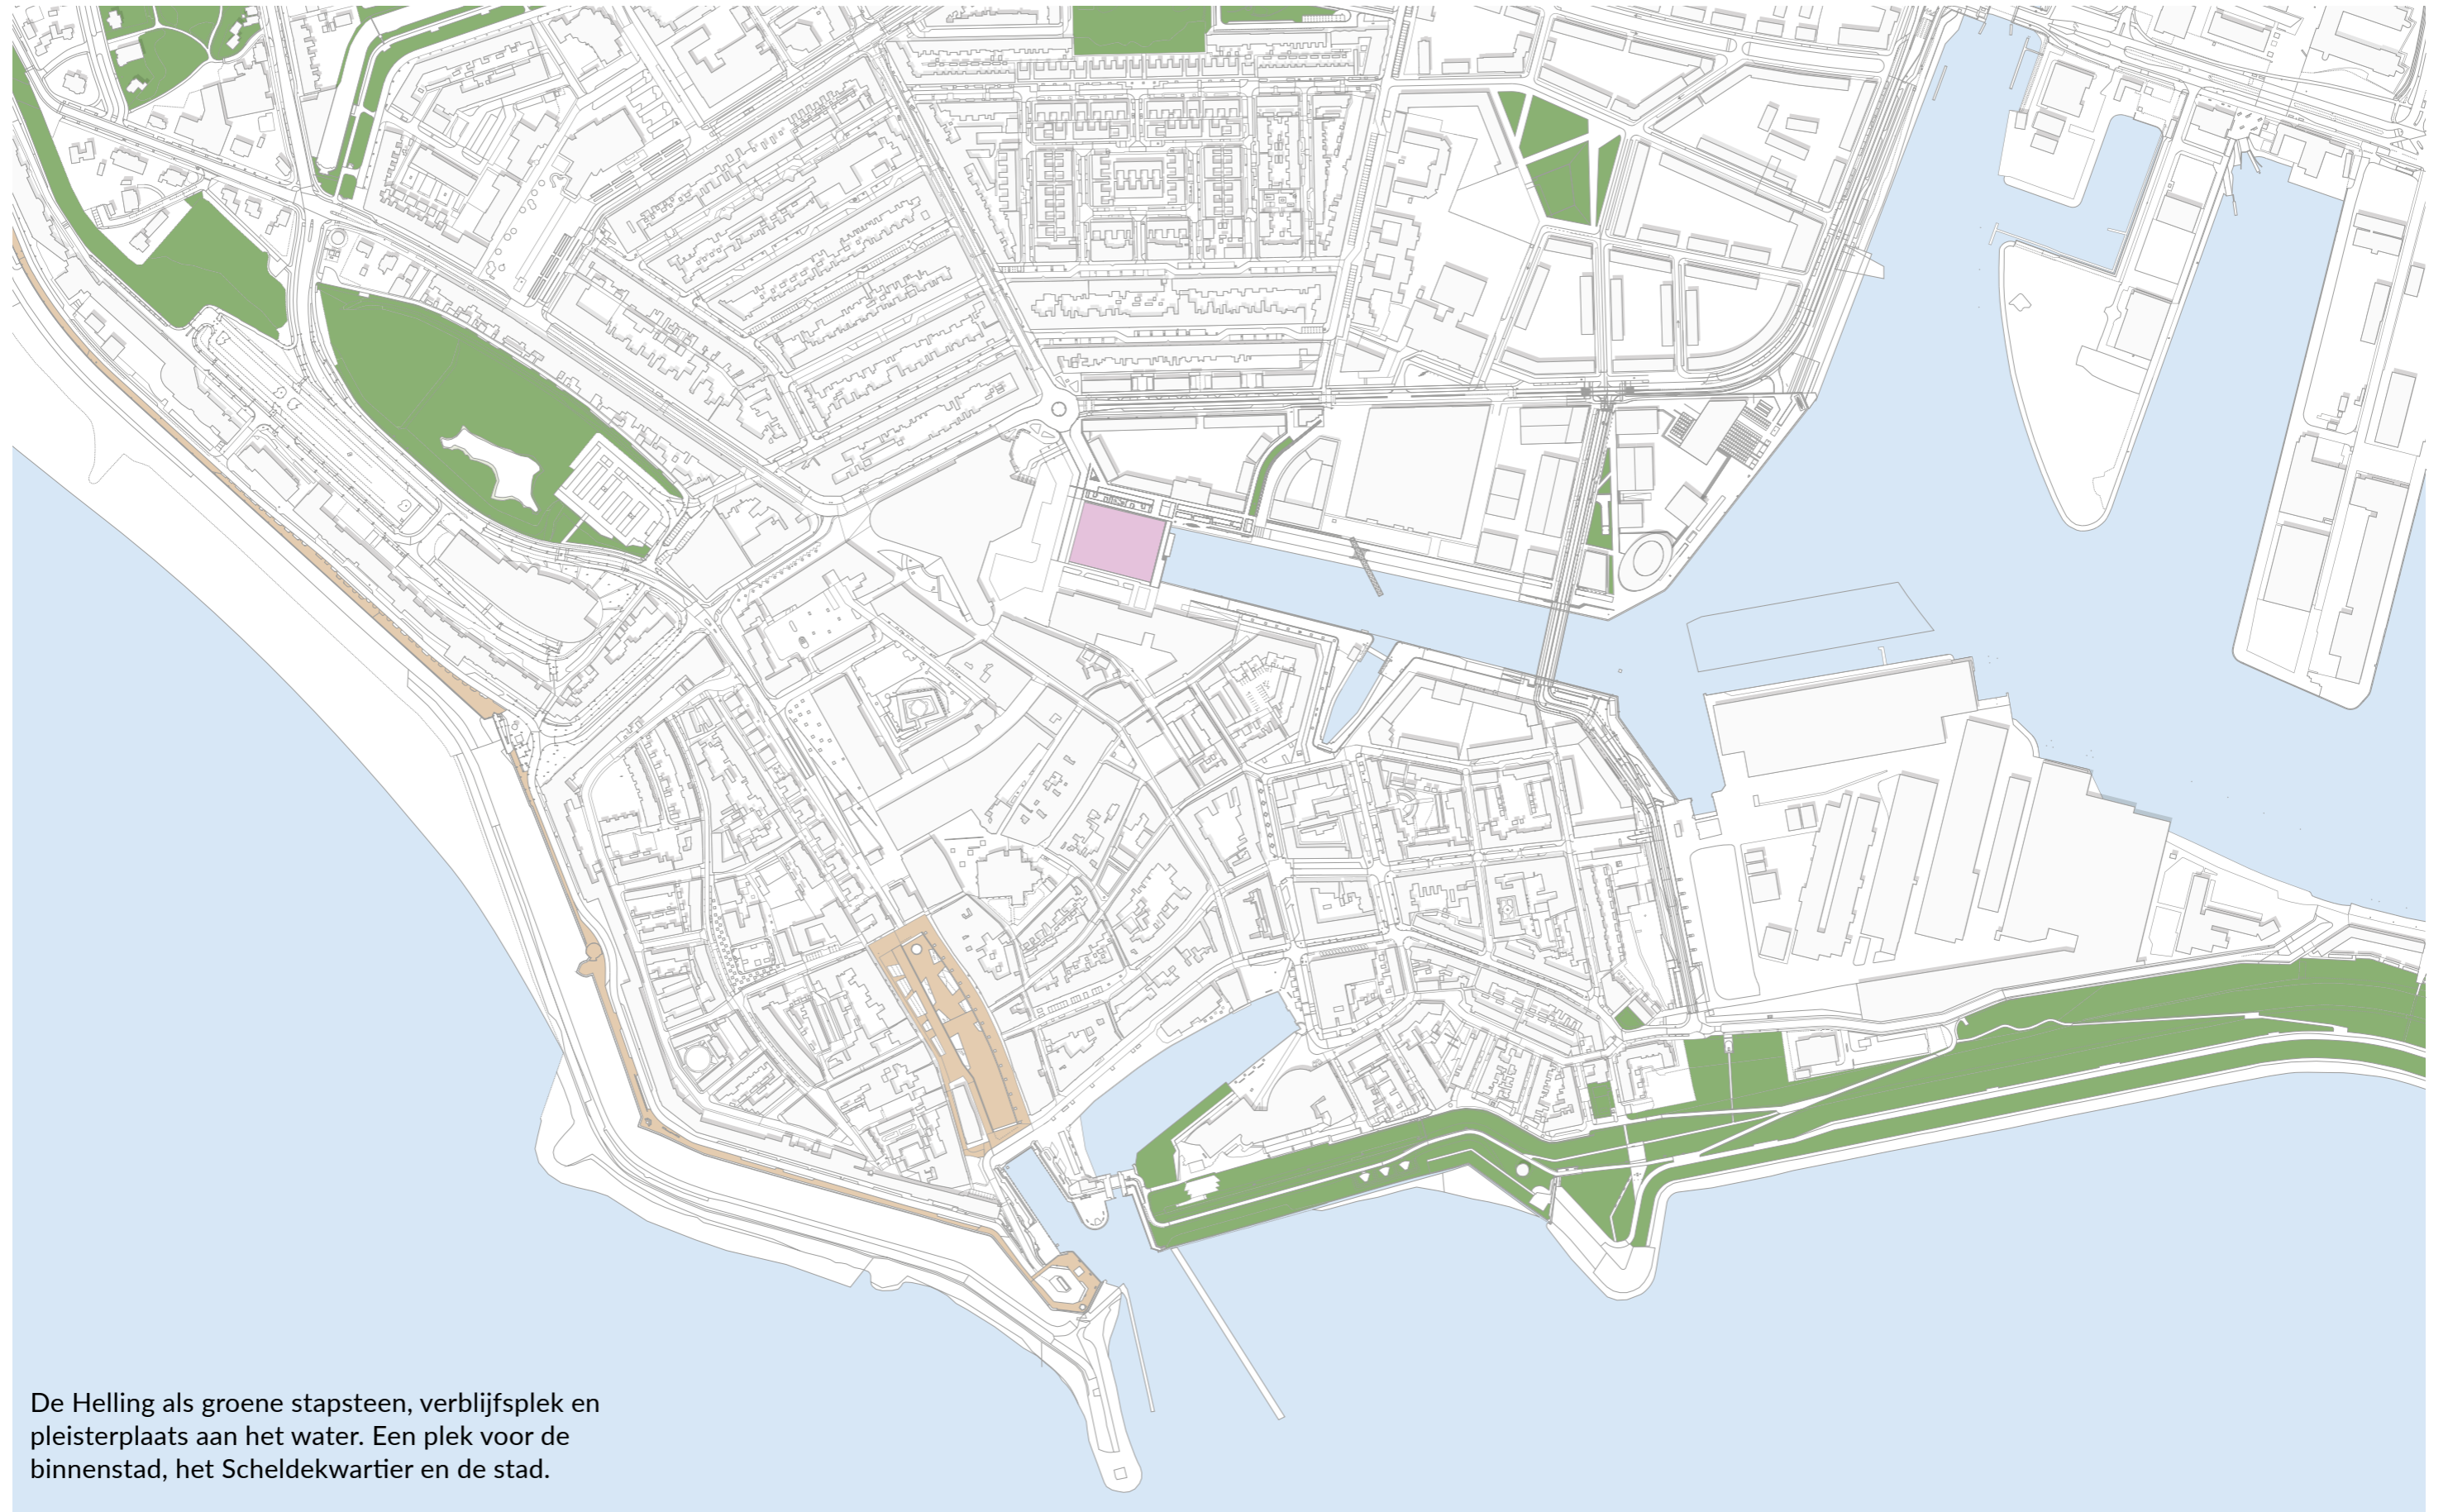 De Helling als groene stapsteen, verblijfsplek en
pleisterplaats aan het water. Een plek voor de
binnenstad, het Scheldekwartier en de stad.